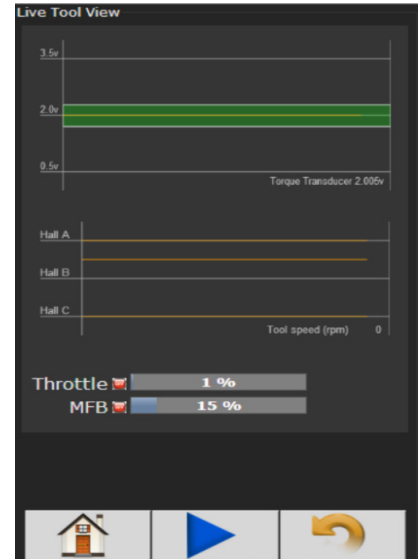 Live Tool View
3.5v
2.0v
0.5v
Torque Transducer 2.005v
Hall A
Hall B
Hall C
Tool speed (rpm) 0
Throttle 1 %
MFB 15 %